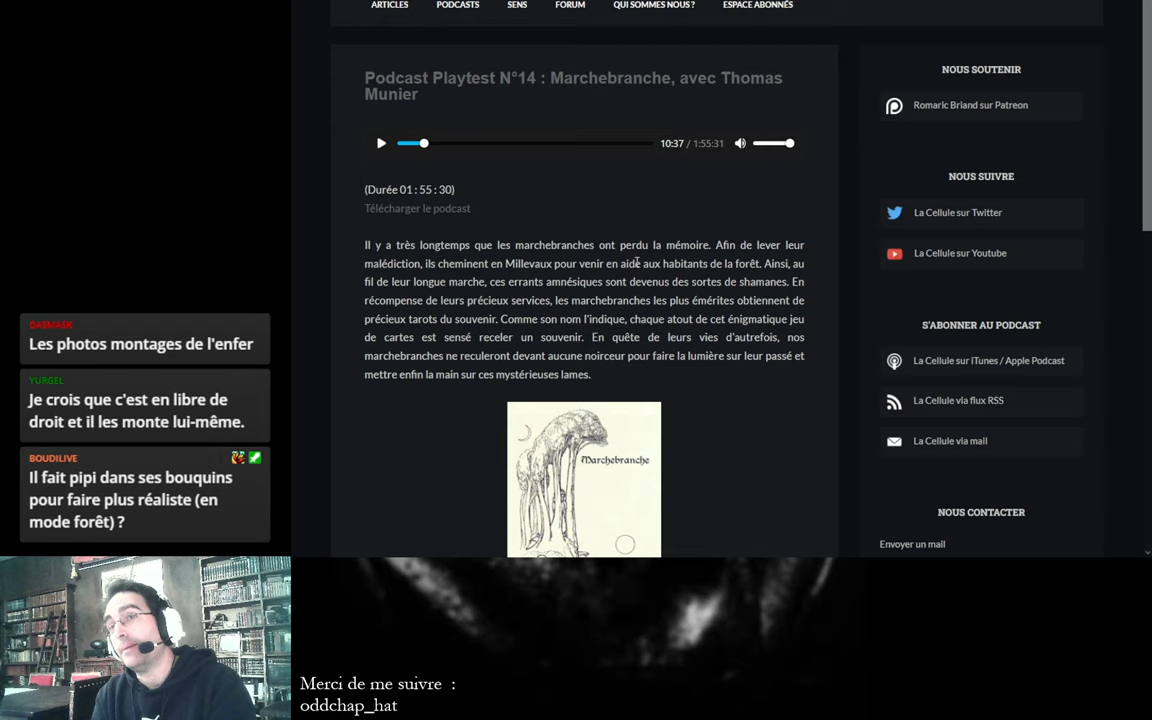 ARTICLES PODCASTS SENS FORUM QUI SOMMES NOUS ? ESPACE ABONNÉS
Podcast Playtest N°14 : Marchebranche, avec Thomas
Munier
10:37 / 1:55:31
(Durée 01 : 55 : 30)
Télécharger le podcast
Il y a très longtemps que les marchebranches ont perdu la mémoire. Afin de lever leur
malédiction, ils cheminent en Millevaux pour venir en aide aux habitants de la forêt. Ainsi, au
fil de leur longue marche, ces errants amnésiques sont devenus des sortes de shamanes. En
récompense de leurs précieux services, les marchebranches les plus émérites obtiennent de
précieux tarots du souvenir. Comme son nom l'indique, chaque atout de cet énigmatique jeu
de cartes est sensé receler un souvenir. En quête de leurs vies d'autrefois, nos
marchebranches ne reculeront devant aucune noirceur pour faire la lumière sur leur passé et
mettre enfin la main sur ces mystérieuses lames.
Marchebranche
NOUS SOUTENIR
Romaric Briand sur Patreon
NOUS SUIVRE
La Cellule sur Twitter
La Cellule sur Youtube
S'ABONNER AU PODCAST
La Cellule sur ITunes / Apple Podcast
La Cellule via flux RSS
La Cellule via mail
NOUS CONTACTER
Envoyer un mail
DASMASK
Les photos montages de l'enfer
YURGEL
Je crois que c'est en libre de
droit et il les monte lui-même.
BOUDILIVE
Il fait pipi dans ses bouquins
pour faire plus réaliste (en
mode forêt) ?
Merci de me suivre :
oddchap_hat